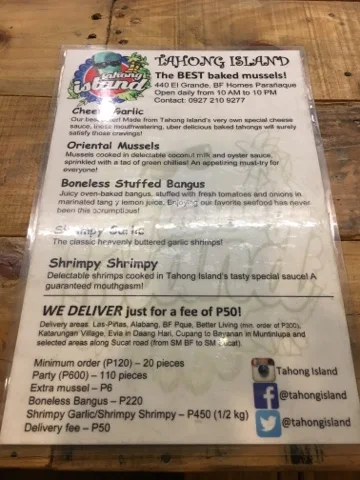 tahong
island
TAHONG ISLAND
The BEST baked mussels!
440 El Grande, BF Homes Parañaque
Open daily from 10 AM to 10 PM
Contact: 0927 210 9277
Cheesy Garlic
Our best Made from Tahong Island's very own special cheese
sauce, these mouthwatering, uber delicious baked tahongs will surely
satisfy those cravings!
Oriental Mussels
Mussels cooked in delectable coconut milk and oyster sauce,
sprinkled with a tad of green chillies! An appetizing must-try for
everyone!
Boneless Stuffed Bangus
Juicy oven-baked bangus, stuffed with fresh tomatoes and onions in
marinated tangy lemon juice. Enjoying our favorite seafood has never
been this scrumptious!
Shrimpy Garlic
The classic heavenly buttered garlic shrimps!
Shrimpy Shrimpy
Delectable shrimps cooked in Tahong Island's tasty special sauce! A
guaranteed mouthgasm!
WE DELIVER just for a fee of P50!
Delivery areas: Las-Piñas, Alabang, BF Pque, Better Living (min. order of P300),
Katarungan Village, Evia in Daang Hari, Cupang to Bayanan in Muntinlupa and
selected areas along Sucat road (from SM BF to SM Sucat).
Minimum order (P120) – 20 pieces
Party (P600) – 110 pieces
Extra mussel – P6
Boneless Bangus – P220
Shrimpy Garlic/Shrimpy Shrimpy – P450 (1/2 kg)
Delivery fee – P50
Tahong Island
@tahongisland
@tahongisland